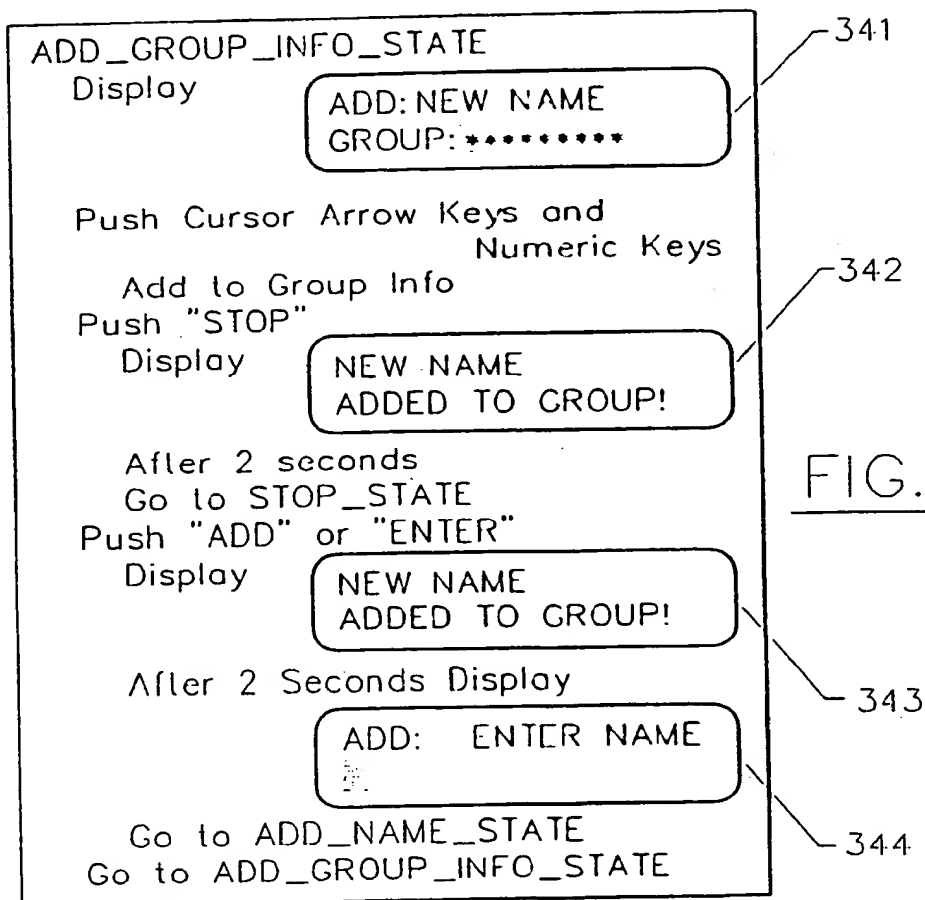 ADD_GROUP_INFO_STATE
341
Display
ADD: NEW NAME
GROUP: *********
Push Cursor Arrow Keys and
Numeric Keys
Add to Group Info
342
Push "STOP"
Display
NEW NAME
ADDED TO GROUP!
After 2 seconds
Go to STOP_STATE
FIG.
Push "ADD" or "ENTER"
Display
NEW NAME
ADDED TO GROUP!
After 2 Seconds Display
343
ADD: ENTER NAME
Go to ADD_NAME_STATE
344
Go to ADD_GROUP_INFO_STATE